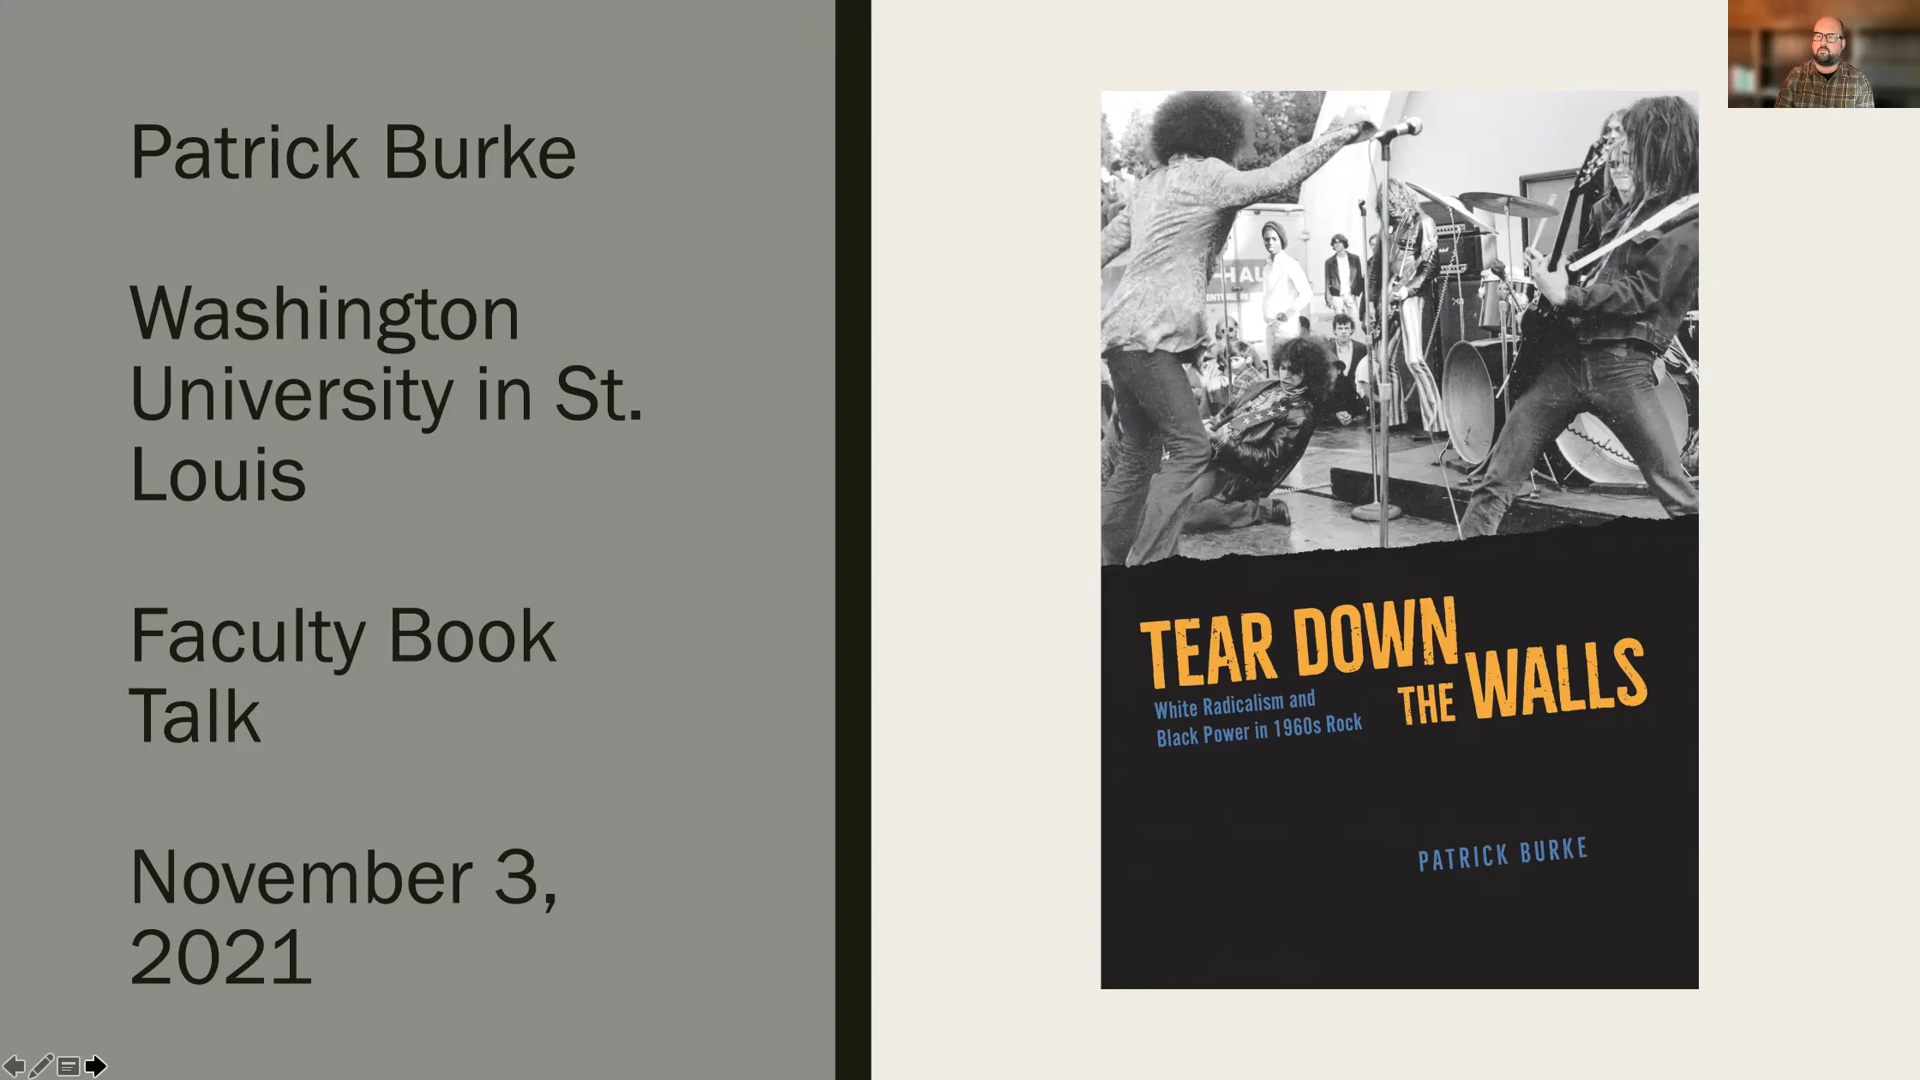 Patrick Burke
Washington
University in St.
Louis
Faculty Book
Talk
November 3,
2021
TEAR DOWN
THE WALLS
White Radicalism and
Black Power in 1960s Rock
PATRICK BURKE